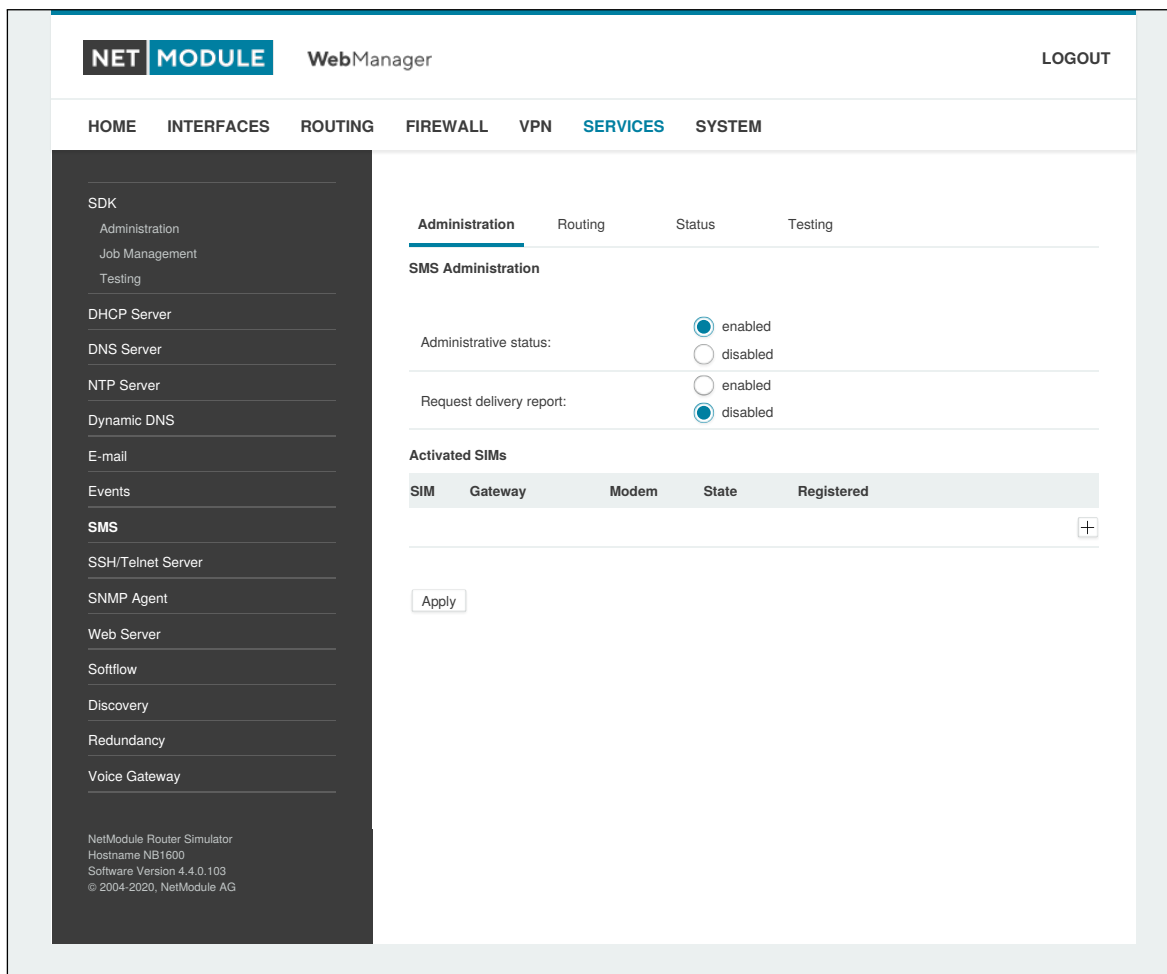 NET MODULE WebManager LOGOUT
HOME INTERFACES ROUTING FIREWALL VPN SERVICES SYSTEM
SDK
Administration
Job Management
Testing
DHCP Server
DNS Server
NTP Server
Dynamic DNS
E-mail
Events
SMS
SSH/Telnet Server
SNMP Agent
Web Server
Softflow
Discovery
Redundancy
Voice Gateway
NetModule Router Simulator
Hostname NB1600
Software Version 4.4.0.103
© 2004-2020, NetModule AG
Administration Routing Status Testing
SMS Administration
Administrative status:
enabled
disabled
Request delivery report:
enabled
disabled
Activated SIMs
SIM Gateway Modem State Registered
Apply